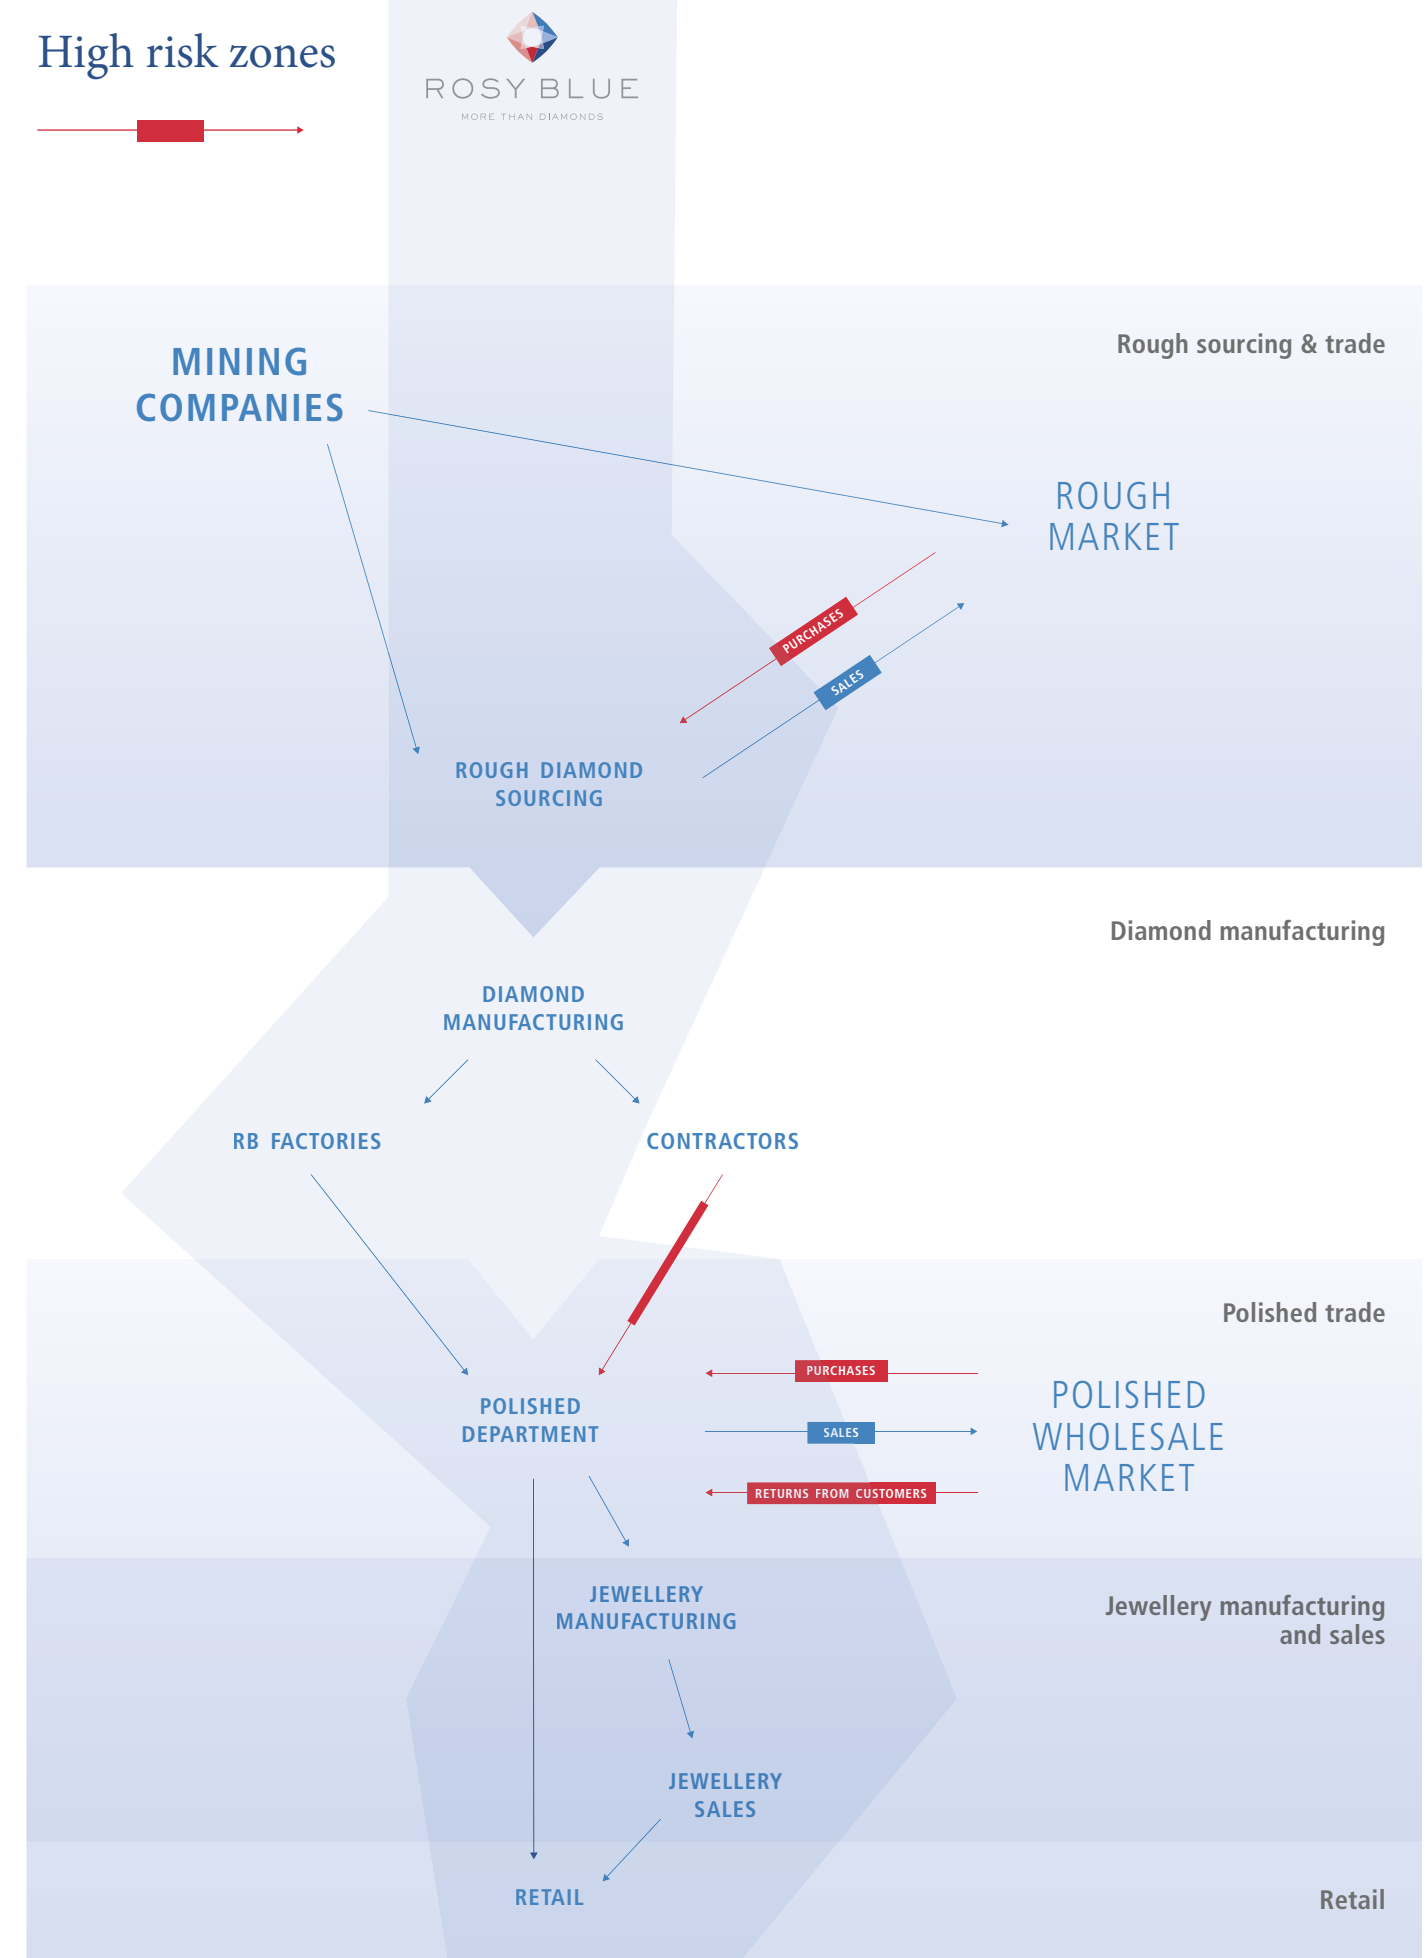 High risk zones
ROSY BLUE
MORE THAN DIAMONDS
Rough sourcing & trade
MINING
COMPANIES
ROUGH
MARKET
PURCHASES
SALES
ROUGH DIAMOND
SOURCING
Diamond manufacturing
DIAMOND
MANUFACTURING
RB FACTORIES
CONTRACTORS
Polished trade
PURCHASES
POLISHED
WHOLESALE
MARKET
POLISHED
DEPARTMENT
SALES
RETURNS FROM CUSTOMERS
JEWELLERY
MANUFACTURING
Jewellery manufacturing
and sales
JEWELLERY
SALES
RETAIL
Retail